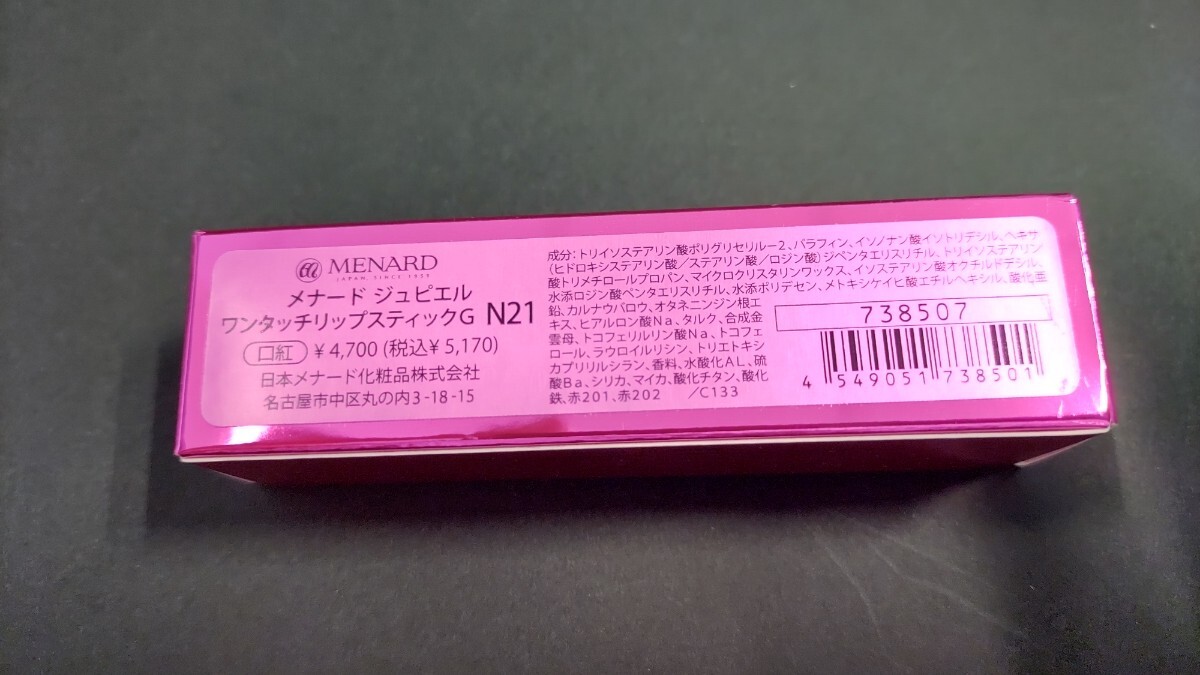 MENARD
JAPAN, SINCE 1959
メナード ジュピエル
ワンタッチリップスティックG N21
口紅 ¥4,700(税込¥5,170)
日本メナード化粧品株式会社
名古屋市中区丸の内3-18-15
成分:トリイソステアリン酸ポリグリセリル-2、パラフィン、イソノナン酸イソトリデシル、ヘキサ
(ヒドロキシステアリン酸/ステアリン酸/ロジン酸)ジペンタエリスリチル、トリイソステアリン
酸トリメチロールプロパン、マイクロクリスタリンワックス、イソステアリン酸オクチルドデシル、
水添ロジン酸ペンタエリスリチル、水添ポリデセン、メトキシケイヒ酸エチルヘキシル、酸化亜
鉛、カルナウバロウ、オタネニンジン根エ
キス、ヒアルロン酸Na、タルク、合成金
雲母、トコフェリルリン酸Na、トコフェ
ロール、ラウロイルリシン、トリエトキシ
カプリリルシラン、香料、水酸化AL、硫
酸Ba、シリカ、マイカ、酸化チタン、酸化
鉄、赤201、赤202 /C133
738507
4 549051 738501